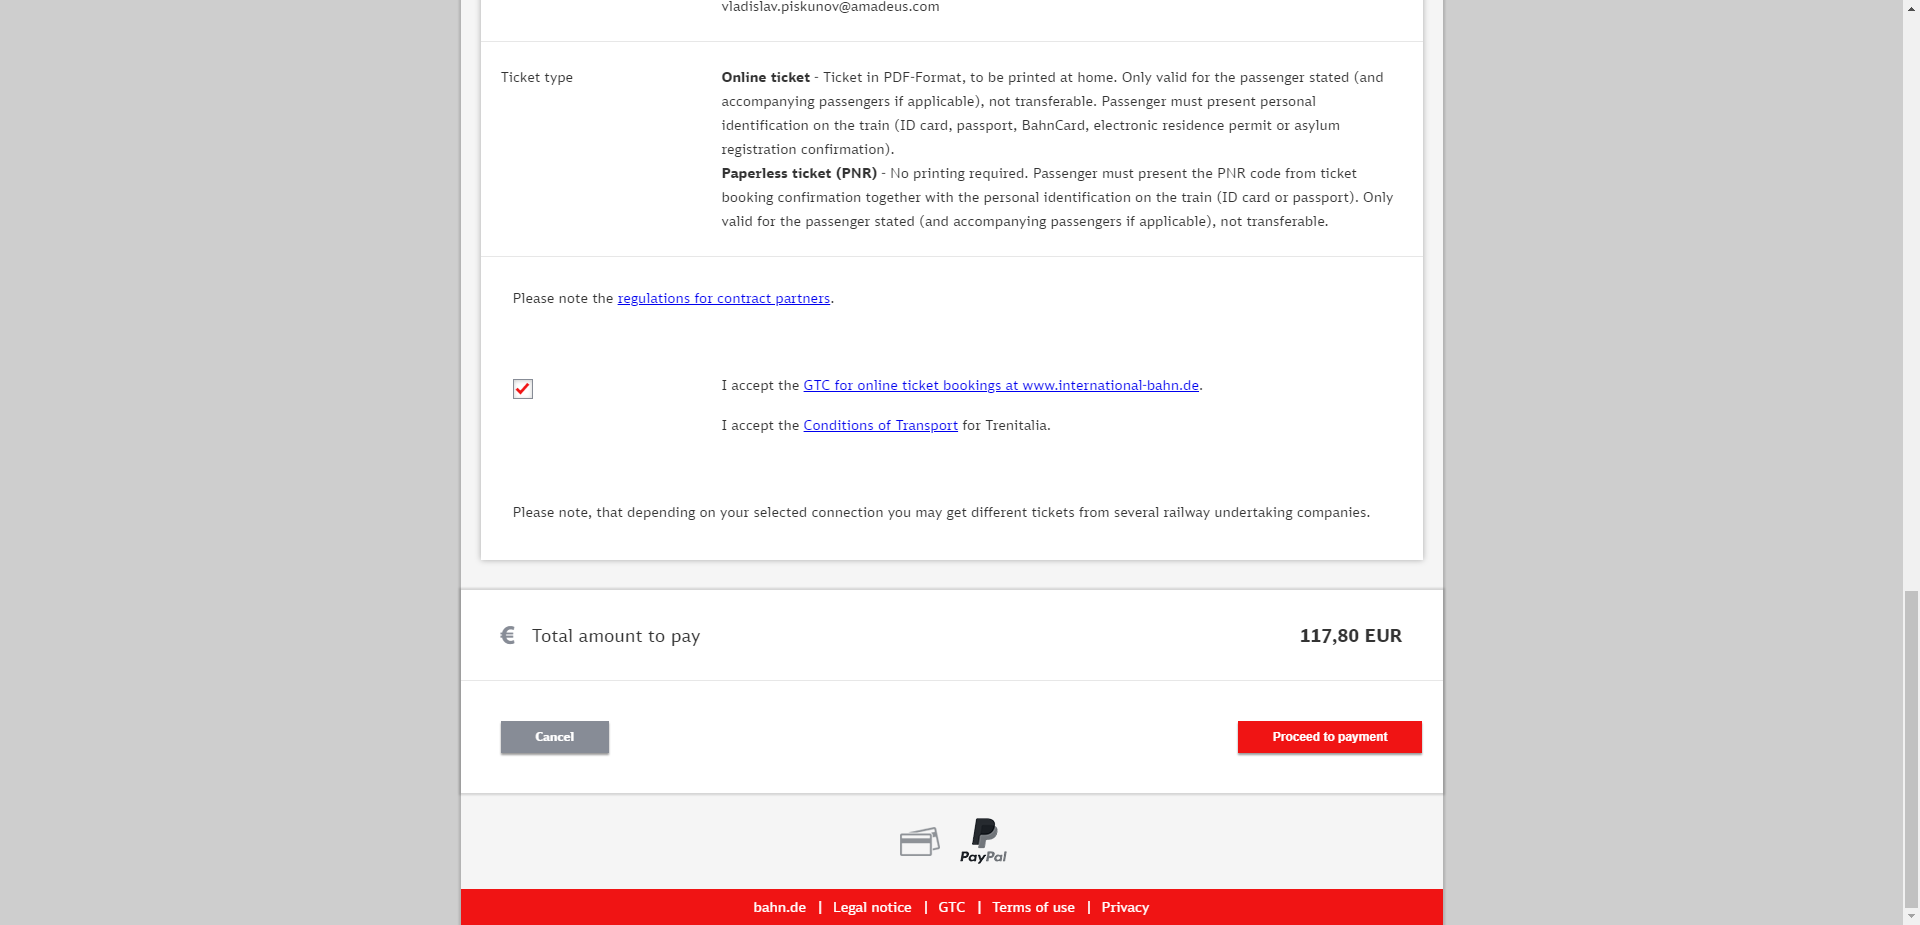 vladislav.piskunov@amadeus.com
Ticket type
Online ticket - Ticket in PDF-Format, to be printed at home. Only valid for the passenger stated (and
accompanying passengers if applicable), not transferable. Passenger must present personal
identification on the train (ID card, passport, BahnCard, electronic residence permit or asylum
registration confirmation).
Paperless ticket (PNR) - No printing required. Passenger must present the PNR code from ticket
booking confirmation together with the personal identification on the train (ID card or passport). Only
valid for the passenger stated (and accompanying passengers if applicable), not transferable.
Please note the regulations for contract partners.
I accept the GTC for online ticket bookings at www.international-bahn.de.
I accept the Conditions of Transport for Trenitalia.
Please note, that depending on your selected connection you may get different tickets from several railway undertaking companies.
€ Total amount to pay 117,80 EUR
Cancel Proceed to payment
PayPal
bahn.de | Legal notice | GTC | Terms of use | Privacy